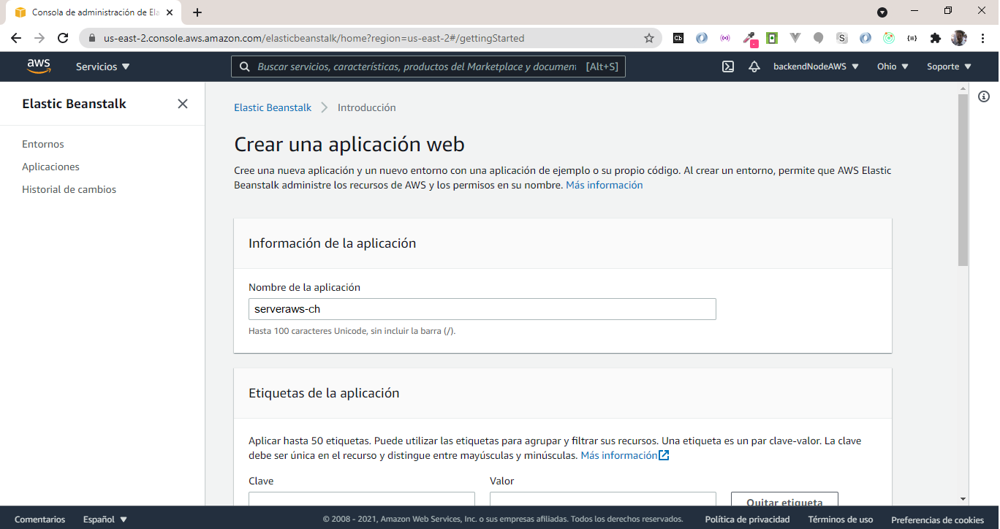 Consola de administración de Ela
us-east-2.console.aws.amazon.com/elasticbeanstalk/home?region=us-east-2#/gettingStarted
aws
Servicios
Buscar servicios, características, productos del Marketplace y documen
[Alt+S]
backendNodeAWS
Ohio
Soporte
Elastic Beanstalk
Entornos
Aplicaciones
Historial de cambios
Elastic Beanstalk
Introducción
Crear una aplicación web
Cree una nueva aplicación y un nuevo entorno con una aplicación de ejemplo o su propio código. Al crear un entorno, permite que AWS Elastic
Beanstalk administre los recursos de AWS y los permisos en su nombre. Más información
Información de la aplicación
Nombre de la aplicación
serveraws-ch
Hasta 100 caracteres Unicode, sin incluir la barra (/).
Etiquetas de la aplicación
Aplicar hasta 50 etiquetas. Puede utilizar las etiquetas para agrupar y filtrar sus recursos. Una etiqueta es un par clave-valor. La clave
debe ser única en el recurso y distingue entre mayúsculas y minúsculas. Más información
Clave
Valor
Quitar etiqueta
Comentarios
Español
© 2008 - 2021, Amazon Web Services, Inc. o sus empresas afiliadas. Todos los derechos reservados.
Política de privacidad
Términos de uso
Preferencias de cookies